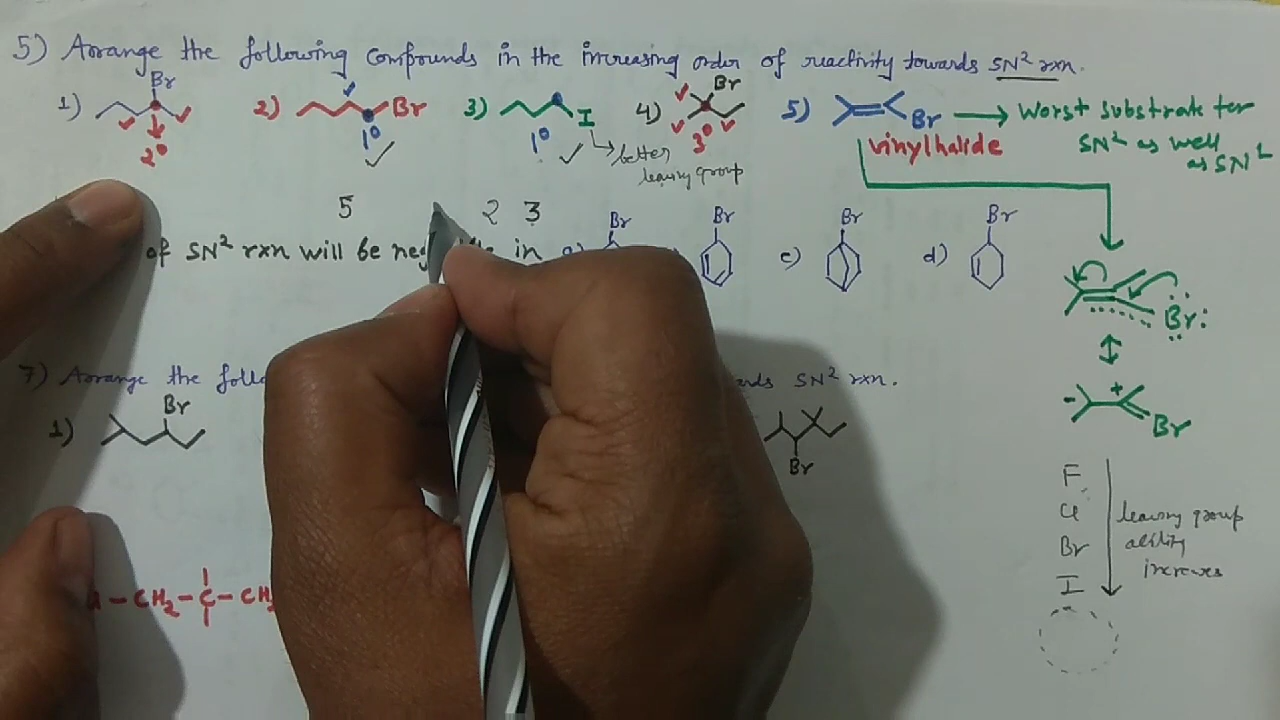 5) Arrange the following compounds in the increasing order of reactivity towards SN² rxn.
Br
1) 2°
2) Br 1°
3) I 1° better leaving group
4) Br 3°
5) Br → Worst substrate for SN² as well as SN¹
vinylhalide
5 2 3
of SN² rxn will be in
Br
Br
c) Br
d) Br
Br:
- +
Br
7) Arrange the SN² rxn.
1) Br
Br
F
Cl
Br
I
leaving group
ability
increases
-CH₂-C-CH